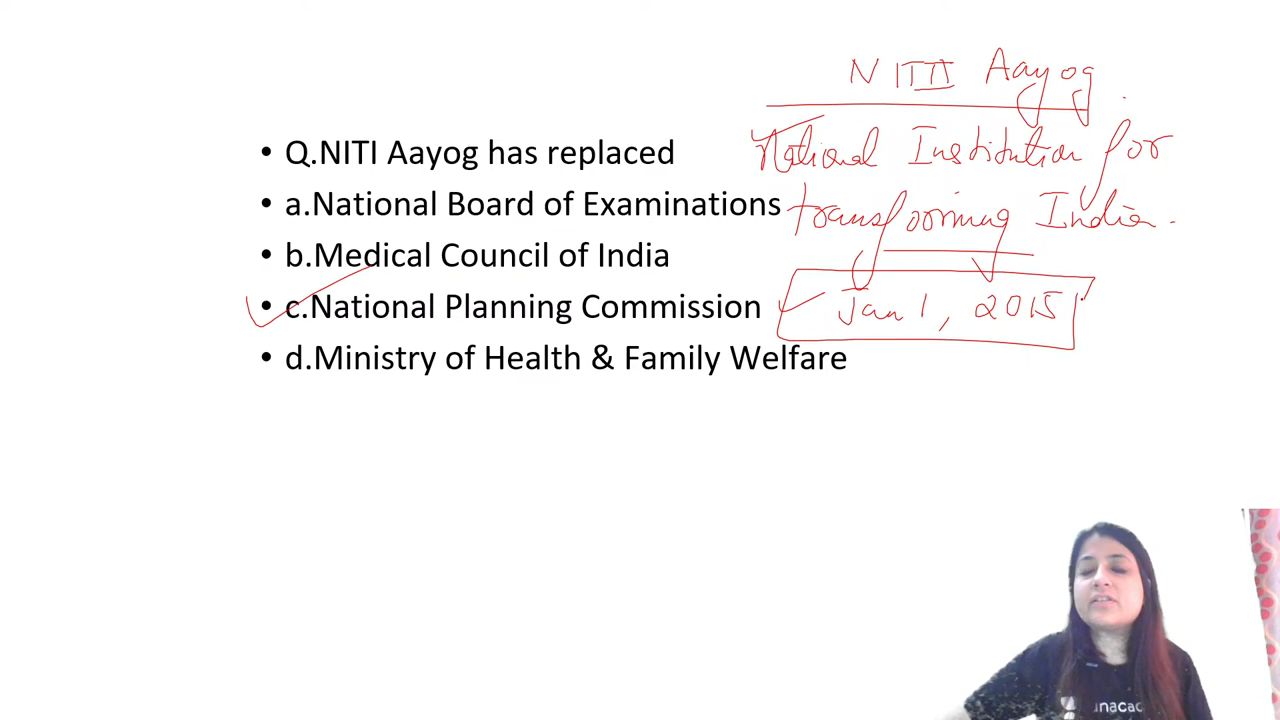 NITI Aayog
National Institution for
transforming India.
• Q.NITI Aayog has replaced
• a.National Board of Examinations
• b.Medical Council of India
• c.National Planning Commission
Jan 1, 2015
• d.Ministry of Health & Family Welfare
unacad